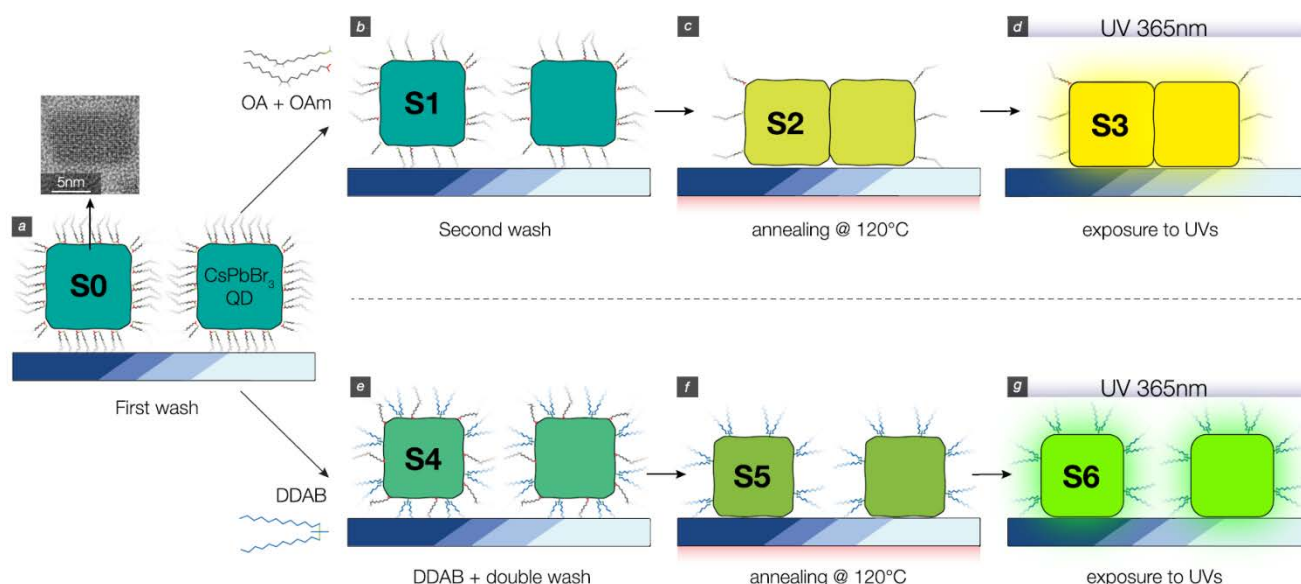 b
c
d
UV 365nm
OA + OAm
S1
S2
S3
5nm
Second wash
annealing @ 120°C
exposure to UVs
a
S0
CsPbBr3
QD
First wash
e
f
g
UV 365nm
S4
S5
S6
DDAB
DDAB + double wash
annealing @ 120°C
exposure to UVs